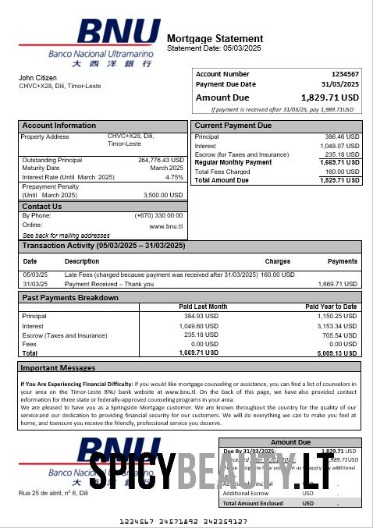 BNU
Banco Nacional Ultramarino
大 西 洋 銀 行
Mortgage Statement
Statement Date: 05/03/2025
John Citizen
CHVC+X28, Dili, Timor-Leste
Account Number 1234567
Payment Due Date 31/03/2025
Amount Due 1,829.71 USD
If payment is received after 31/03/25, pay 1,989.71USD
Account Information
Property Address CHVC+X28, Dili,
Timor-Leste
Outstanding Principal 264,776.43 USD
Maturity Date March 2025
Interest Rate (Until March 2025) 4.75%
Prepayment Penalty
(Until March 2025) 3,500.00 USD
Contact Us
By Phone: (+670) 330 00 00
Online: www.bnu.tl
See back for mailing addresses
Current Payment Due
Principal 386.46 USD
Interest 1,048.07 USD
Escrow (for Taxes and Insurance) 235.18 USD
Regular Monthly Payment 1,669.71 USD
Total Fees Charged 160.00 USD
Total Amount Due 1,829.71 USD
Transaction Activity (05/03/2025 – 31/03/2025)
Date Description Charges Payments
05/03/25 Late Fees (charged because payment was received after 31/03/2025) 160.00 USD
31/03/25 Payment Received – Thank you 1,669.71 USD
Past Payments Breakdown
Paid Last Month Paid Year to Date
Principal 384.93 USD 1,150.25 USD
Interest 1,049.60 USD 3,153.34 USD
Escrow (Taxes and Insurance) 235.18 USD 705.54 USD
Fees 0.00 USD 0.00 USD
Total 1,669.71 USD 5,009.13 USD
Important Messages
If You Are Experiencing Financial Difficulty: If you would like mortgage counseling or assistance, you can find a list of counselors in
your area on the Timor-Leste BNU bank website at www.bnu.tl. On the back of this page, we have also provided contact
information for three state or federally-approved counseling programs in your area.
We are pleased to have you as a Springside Mortgage customer. We are known throughout the country for the quality of our
service and our dedication to providing financial security for our customers. We will do everything we can to make you feel at
home, and treasure you receive the friendly, professional service you deserve.
BNU
Rua 25 de abril, nº 6, Dili
Amount Due
Due By 31/03/2025: 1,829.71 USD
Additional Escrow USD
Total Amount Enclosed USD
SPICYBEAUTY.LT
1234567 34571892 342359127